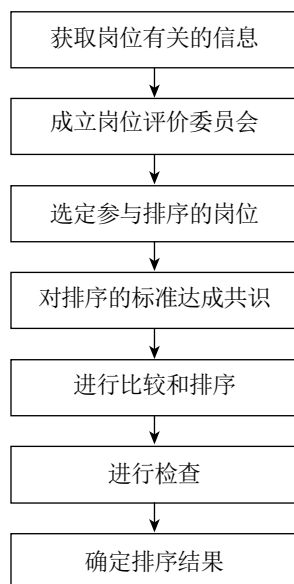 获取岗位有关的信息
成立岗位评价委员会
选定参与排序的岗位
对排序的标准达成共识
进行比较和排序
进行检查
确定排序结果